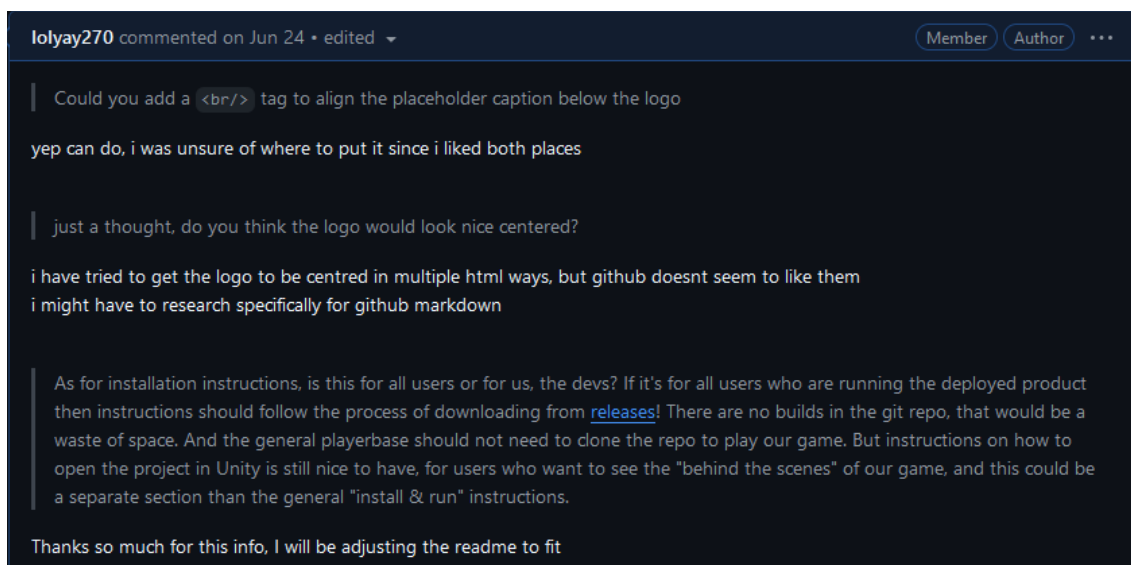 lolyay270 commented on Jun 24 • edited
Member Author ...
Could you add a <br/> tag to align the placeholder caption below the logo
yep can do, i was unsure of where to put it since i liked both places
just a thought, do you think the logo would look nice centered?
i have tried to get the logo to be centred in multiple html ways, but github doesnt seem to like them
i might have to research specifically for github markdown
As for installation instructions, is this for all users or for us, the devs? If it's for all users who are running the deployed product
then instructions should follow the process of downloading from releases! There are no builds in the git repo, that would be a
waste of space. And the general playerbase should not need to clone the repo to play our game. But instructions on how to
open the project in Unity is still nice to have, for users who want to see the "behind the scenes" of our game, and this could be
a separate section than the general "install & run" instructions.
Thanks so much for this info, I will be adjusting the readme to fit